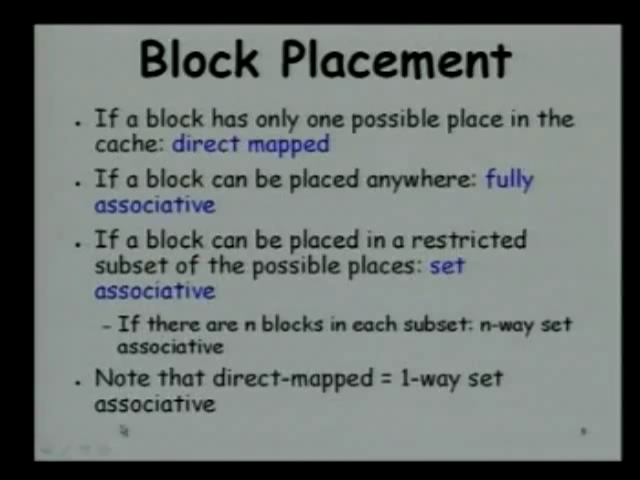 Block Placement
. If a block has only one possible place in the
cache: direct mapped
. If a block can be placed anywhere: fully
associative
. If a block can be placed in a restricted
subset of the possible places: set
associative
- If there are n blocks in each subset: n-way set
associative
. Note that direct-mapped = 1-way set
associative